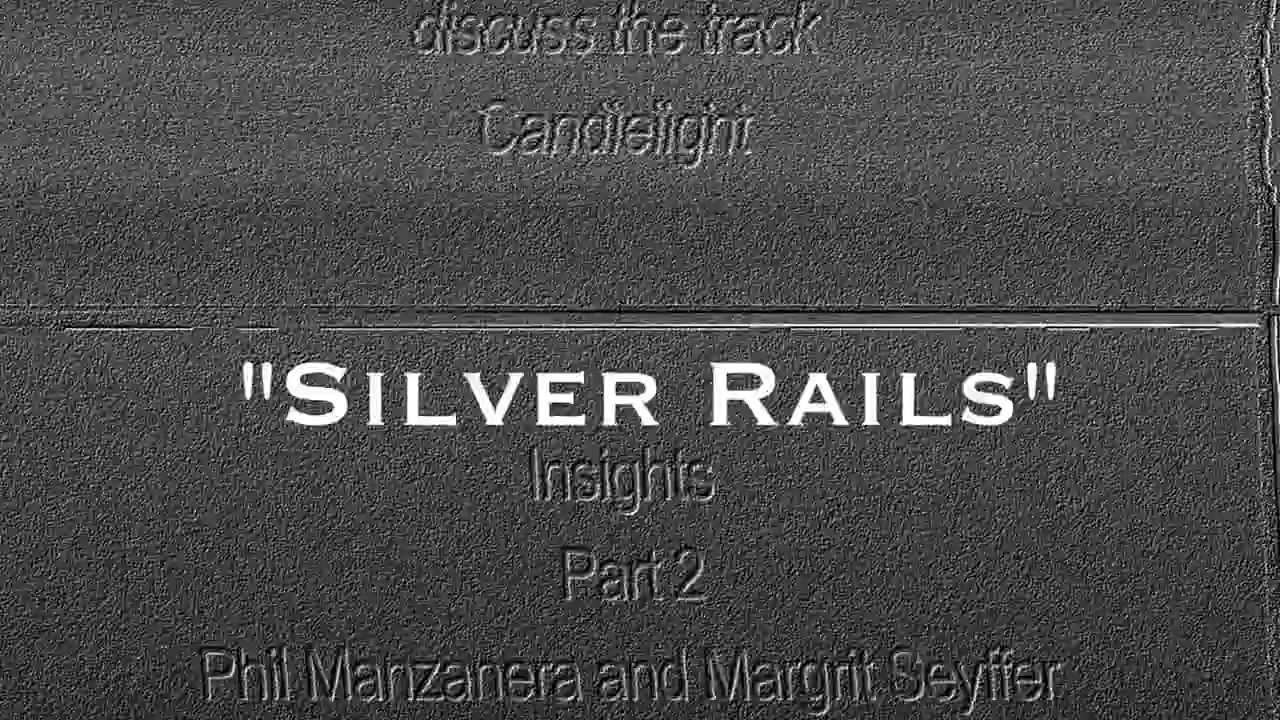 discuss the track
Candlelight
"SILVER RAILS"
Insights
Part 2
Phil Manzanera and Margrit Seyffer